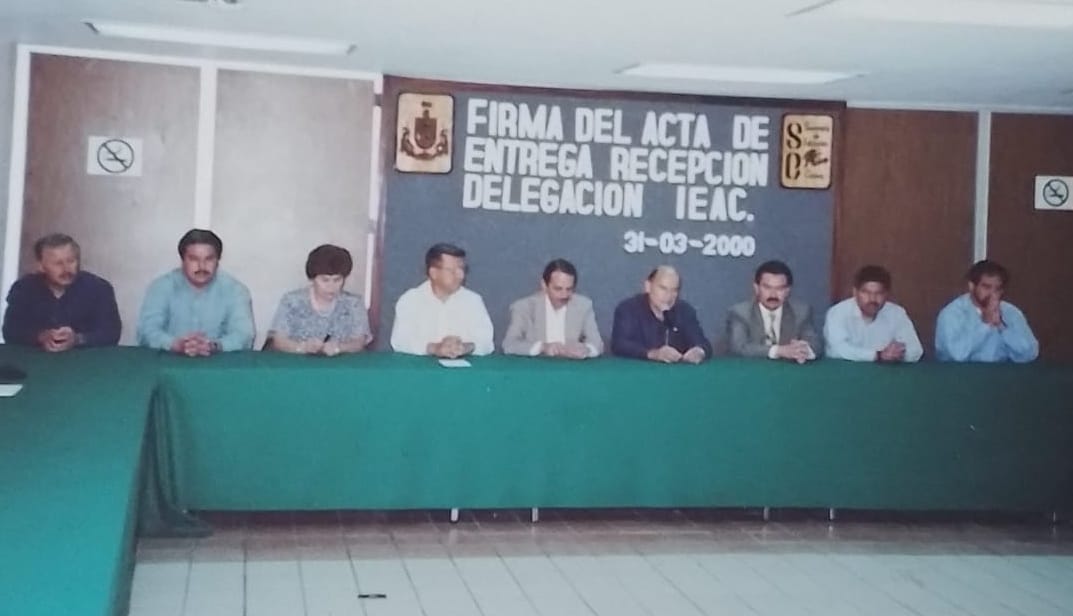 FIRMA DEL ACTA DE
ENTREGA RECEPCION
DELEGACION IEAC.
31-03-2000
S
C